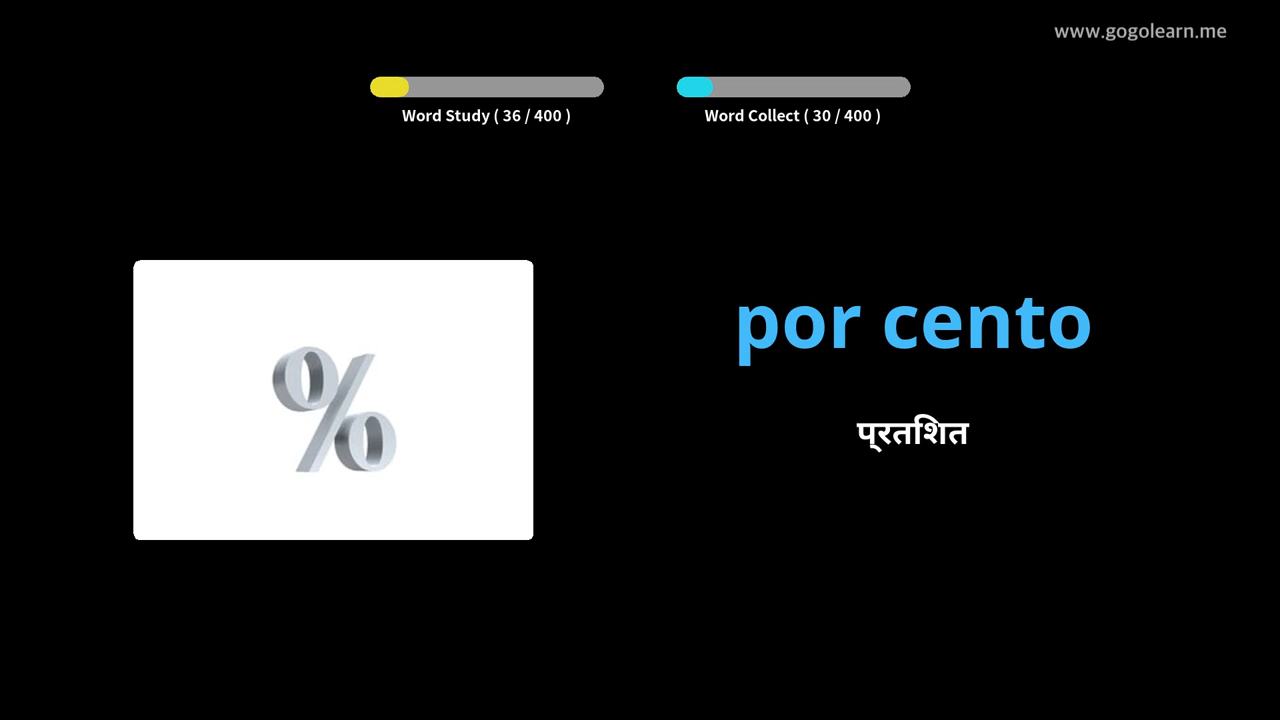 www.gogolearn.me
Word Study ( 36 / 400 )
Word Collect ( 30 / 400 )
%
por cento
प्रतिशत